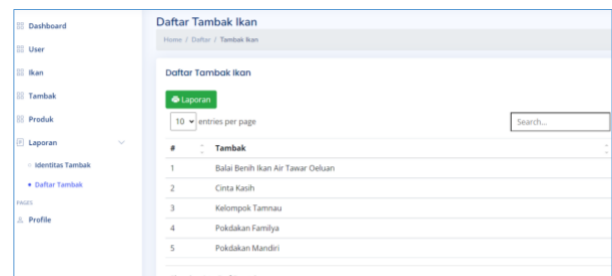 Dashboard
User
Ikan
Tambak
Produk
Laporan
Identitas Tambak
Daftar Tambak
PAGES
Profile
Daftar Tambak Ikan
Home / Daftar / Tambak Ikan
Daftar Tambak Ikan
Laporan
10 entries per page
Search...
# Tambak
1 Balai Benih Ikan Air Tawar Oeluan
2 Cinta Kasih
3 Kelompok Tamnau
4 Pokdakan Familya
5 Pokdakan Mandiri